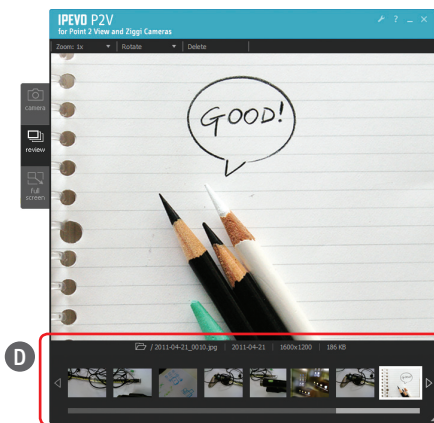 IPEVO P2V
for Point 2 View and Ziggi Cameras
Zoom: 1x Rotate Delete
camera
review
full
screen
GOOD!
D
/ 2011-04-21_0010.jpg | 2011-04-21 | 1600x1200 | 186 KB